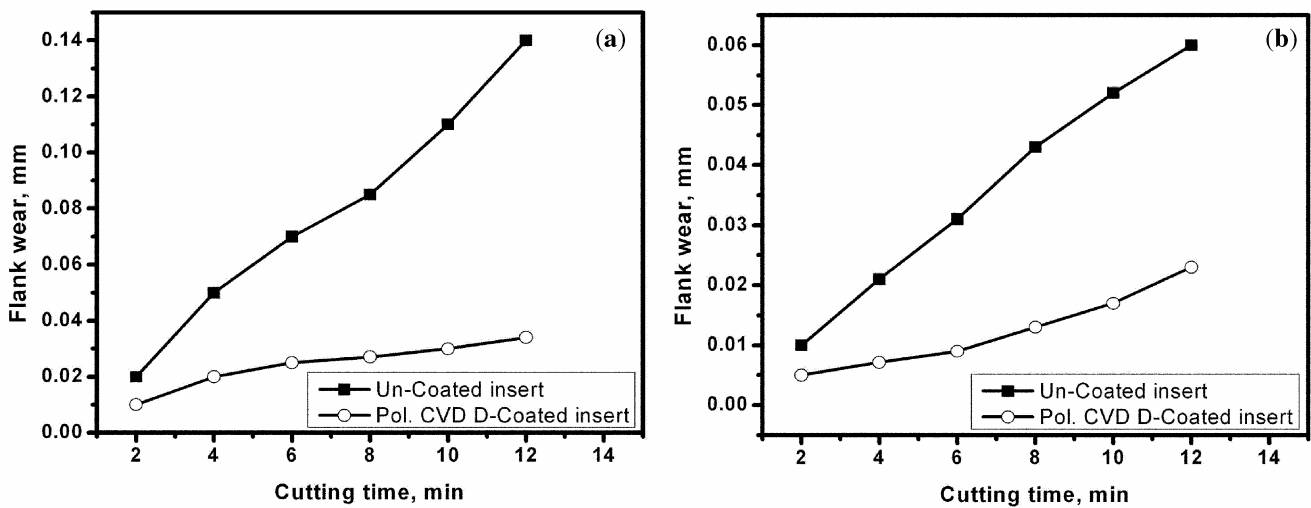 (a)
Flank wear, mm
0.14
0.12
0.10
0.08
0.06
0.04
0.02
0.00
2 4 6 8 10 12 14
Cutting time, min
Un-Coated insert
Pol. CVD D-Coated insert
(b)
Flank wear, mm
0.06
0.05
0.04
0.03
0.02
0.01
0.00
2 4 6 8 10 12 14
Cutting time, min
Un-Coated insert
Pol. CVD D-Coated insert